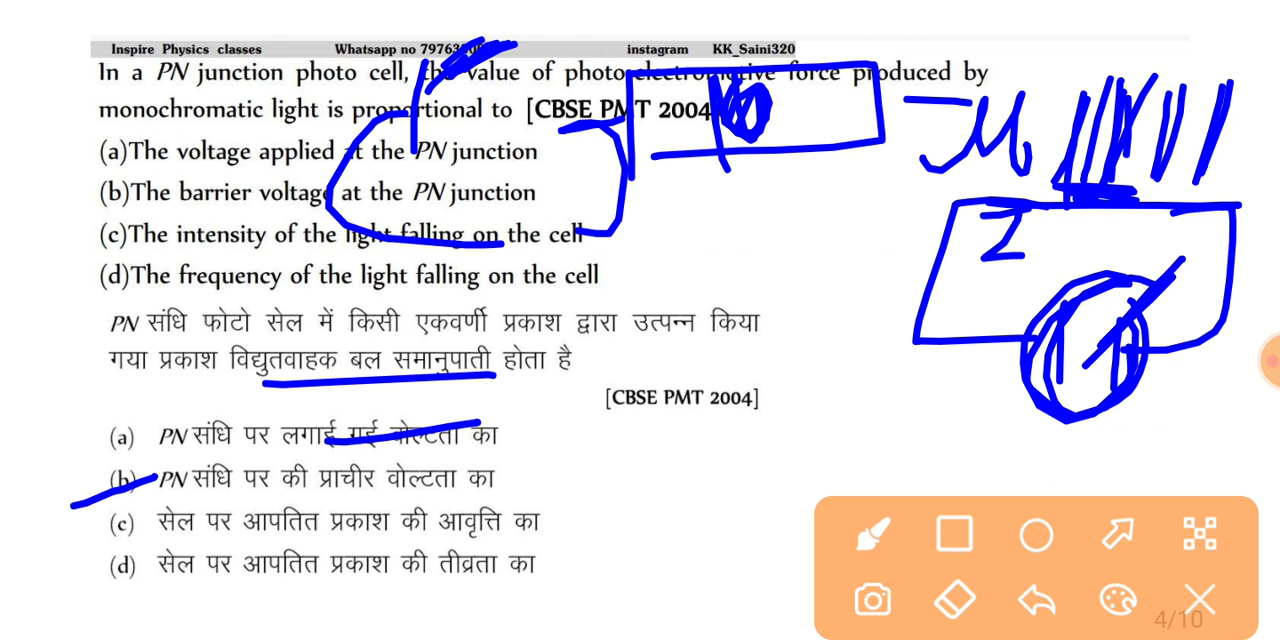 Inspire Physics classes Whatsapp no 7976 instagram KK_Saini320
In a PN junction photo cell, the value of photo-electromotive force produced by
monochromatic light is proportional to [CBSE PMT 2004
(a)The voltage applied at the PN junction
(b)The barrier voltage at the PN junction
(c)The intensity of the light falling on the cell
(d)The frequency of the light falling on the cell
PN संधि फोटो सेल में किसी एकवर्णी प्रकाश द्वारा उत्पन्न किया
गया प्रकाश विद्युतवाहक बल समानुपाती होता है
[CBSE PMT 2004]
(a) PN संधि पर लगाई गई वोल्टता का
(b) PN संधि पर की प्राचीर वोल्टता का
(c) सेल पर आपतित प्रकाश की आवृत्ति का
(d) सेल पर आपतित प्रकाश की तीव्रता का
4/10